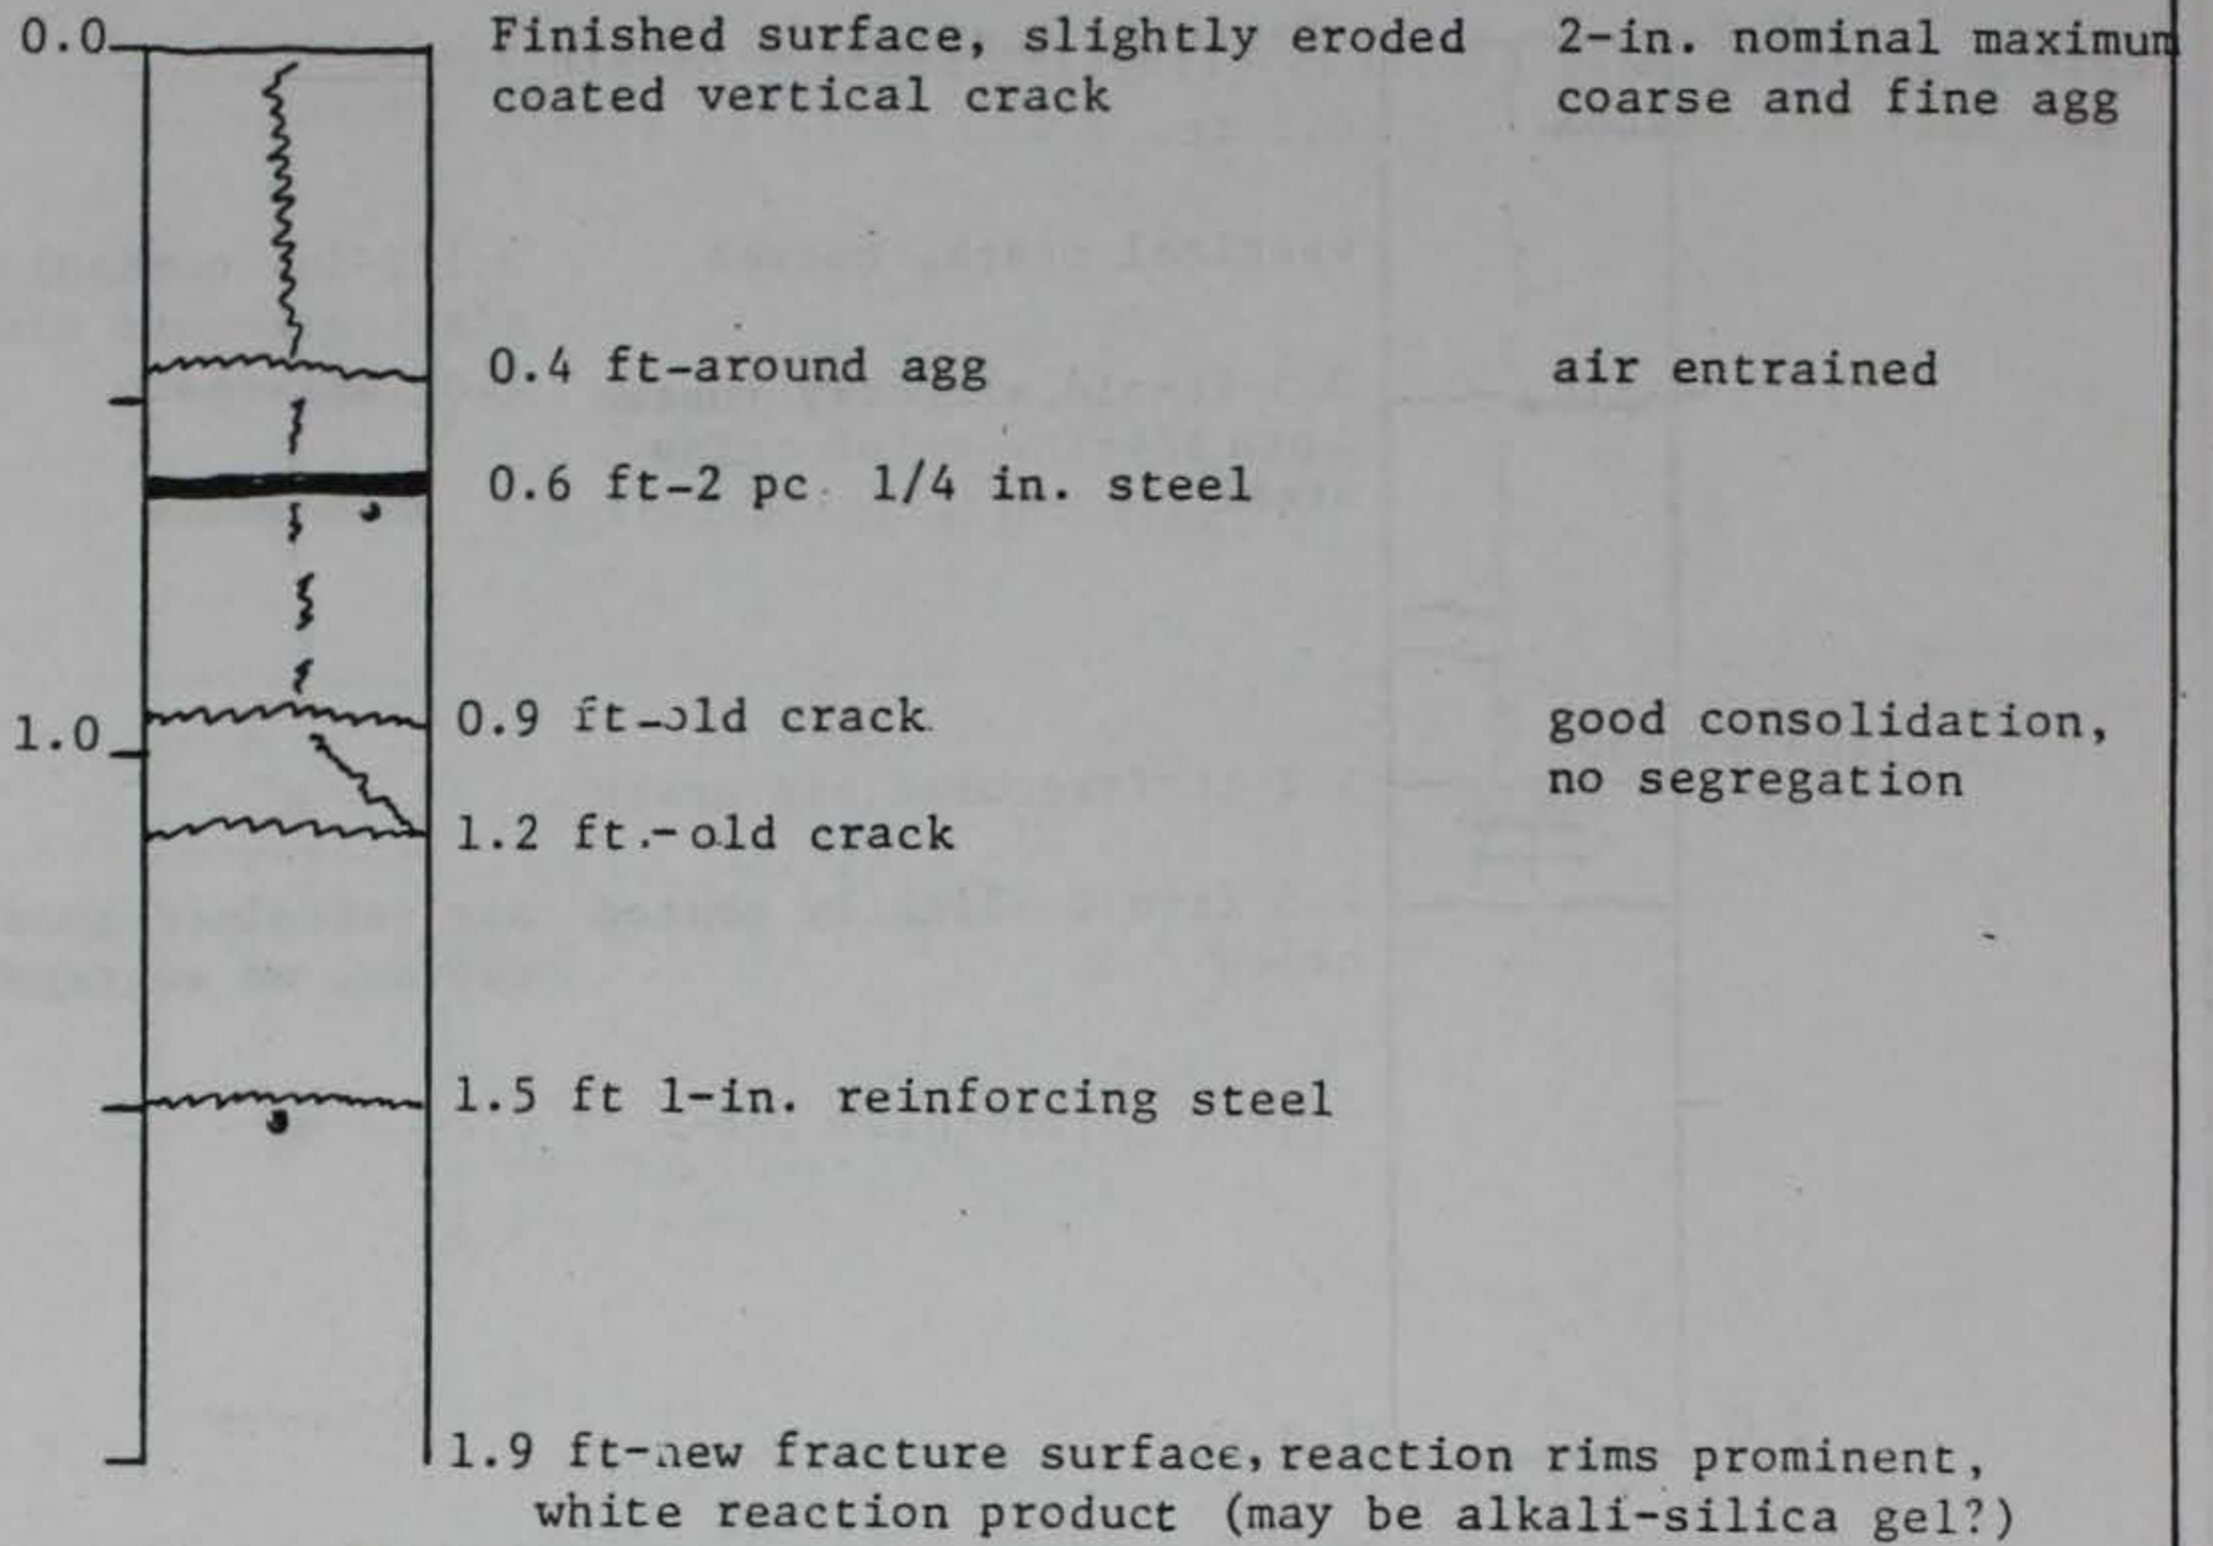 0.0
Finished surface, slightly eroded
coated vertical crack
2-in. nominal maximum
coarse and fine agg
0.4 ft-around agg
air entrained
0.6 ft-2 pc. 1/4 in. steel
1.0
0.9 ft-old crack
good consolidation,
no segregation
1.2 ft.-old crack
1.5 ft 1-in. reinforcing steel
1.9 ft-new fracture surface, reaction rims prominent,
white reaction product (may be alkali-silica gel?)